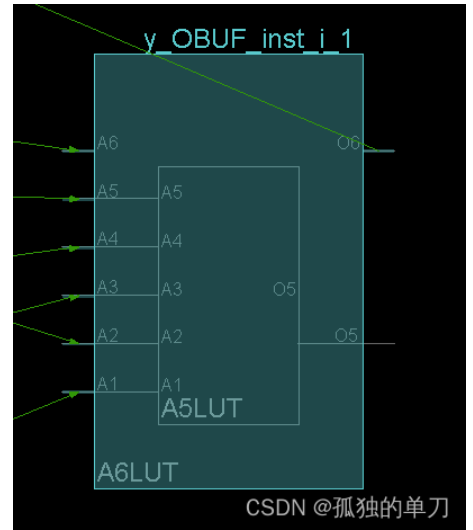 y_OBUF_inst_i_1
A6 O6
A5 A5
A4 A4
A3 A3 O5
A2 A2 O5
A1 A1
A5LUT
A6LUT
CSDN @孤独的单刀